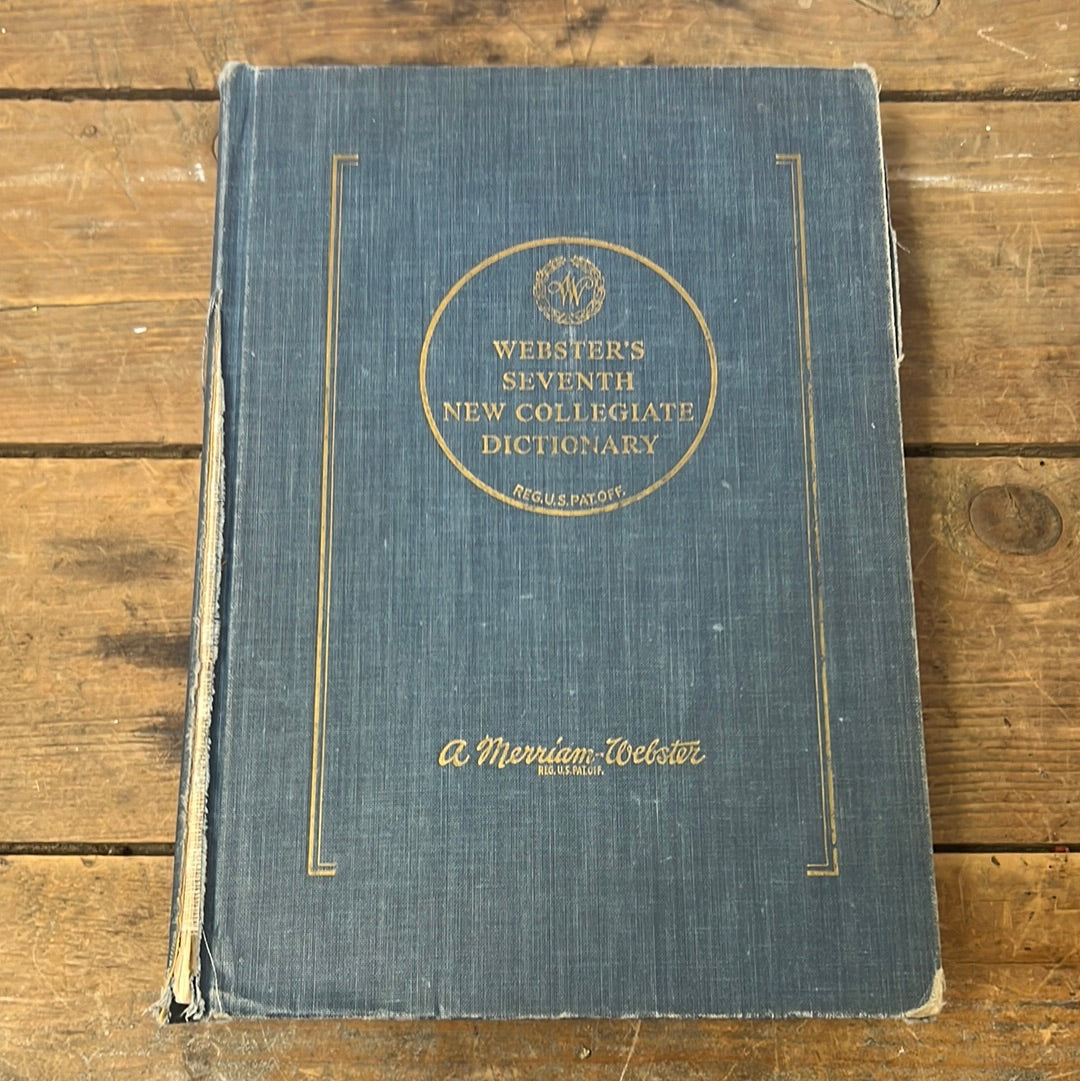 W
WEBSTER'S
SEVENTH
NEW COLLEGIATE
DICTIONARY
REG.U.S.PAT.OFF.
A Merriam-Webster
REG.U.S.PAT.OFF.